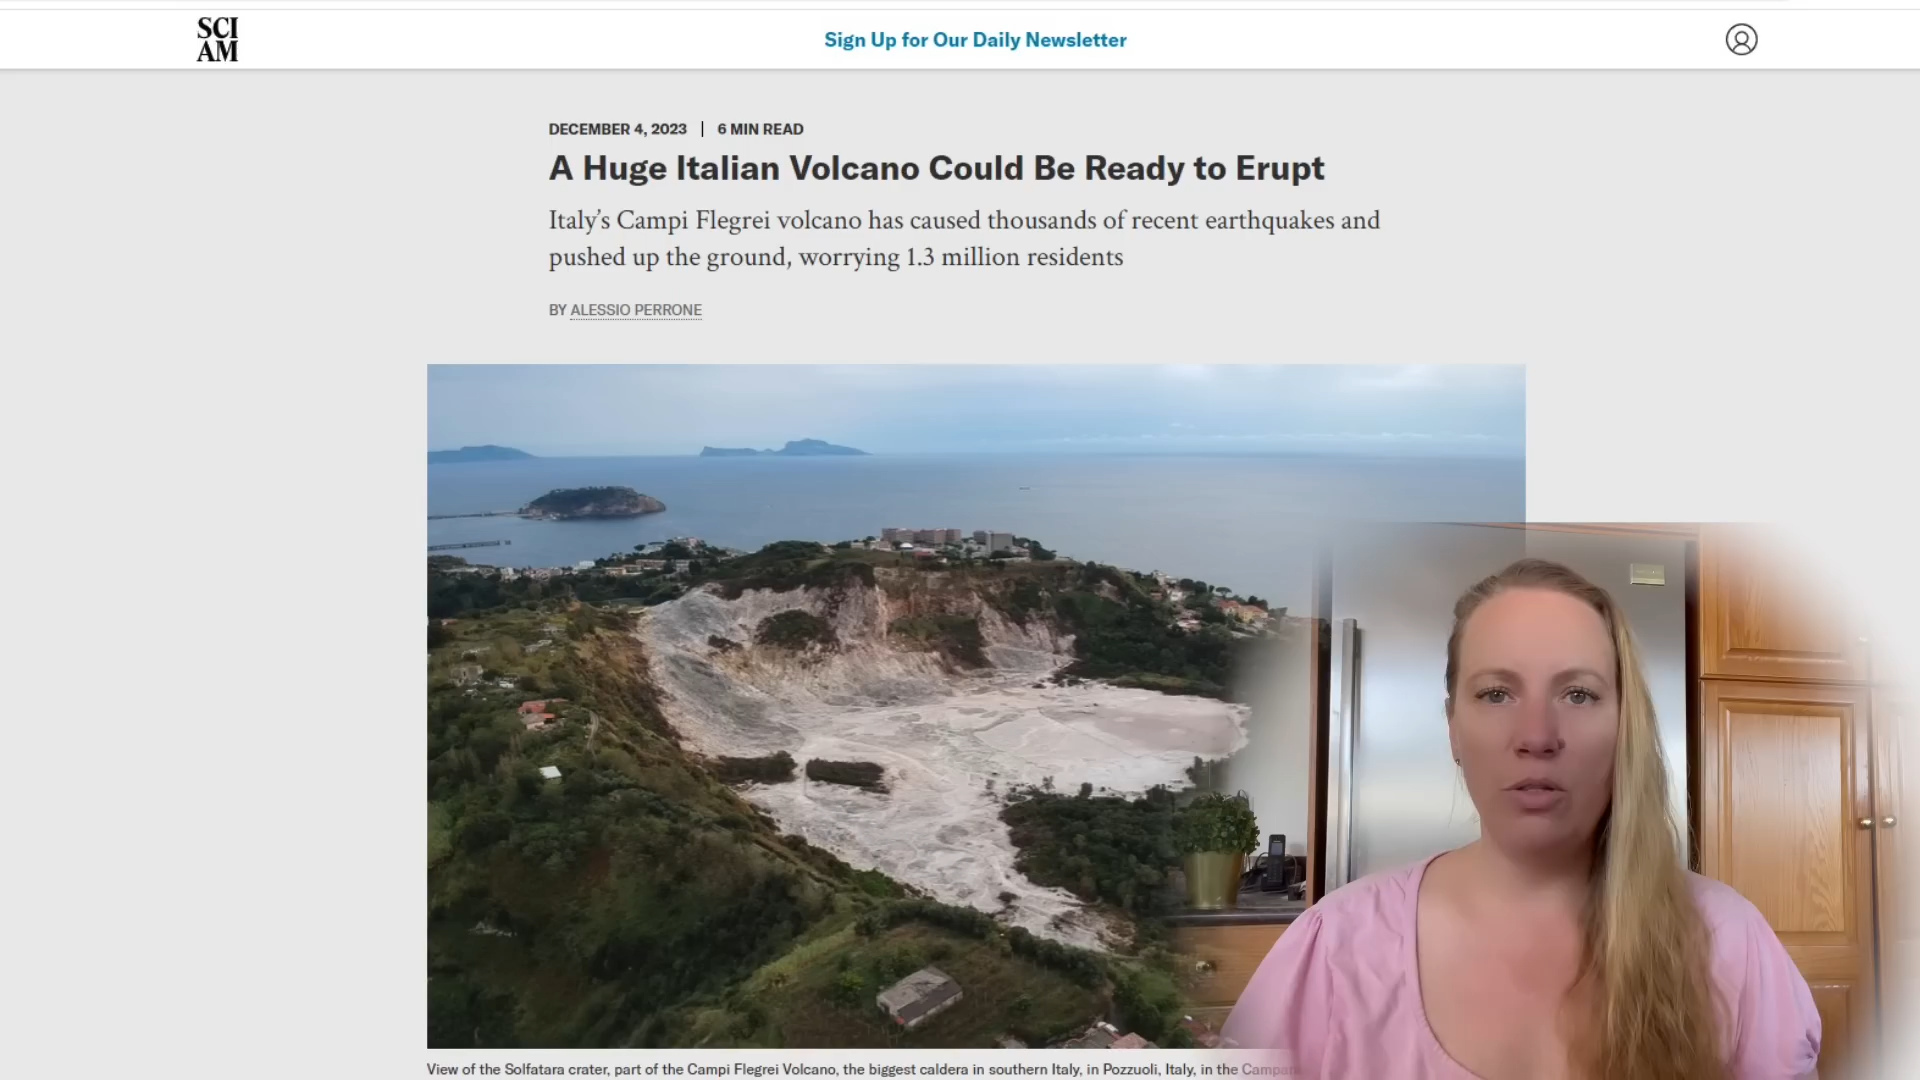 SCI
AM
Sign Up for Our Daily Newsletter
DECEMBER 4, 2023 | 6 MIN READ
A Huge Italian Volcano Could Be Ready to Erupt
Italy’s Campi Flegrei volcano has caused thousands of recent earthquakes and
pushed up the ground, worrying 1.3 million residents
BY ALESSIO PERRONE
View of the Solfatara crater, part of the Campi Flegrei Volcano, the biggest caldera in southern Italy, in Pozzuoli, Italy, in the